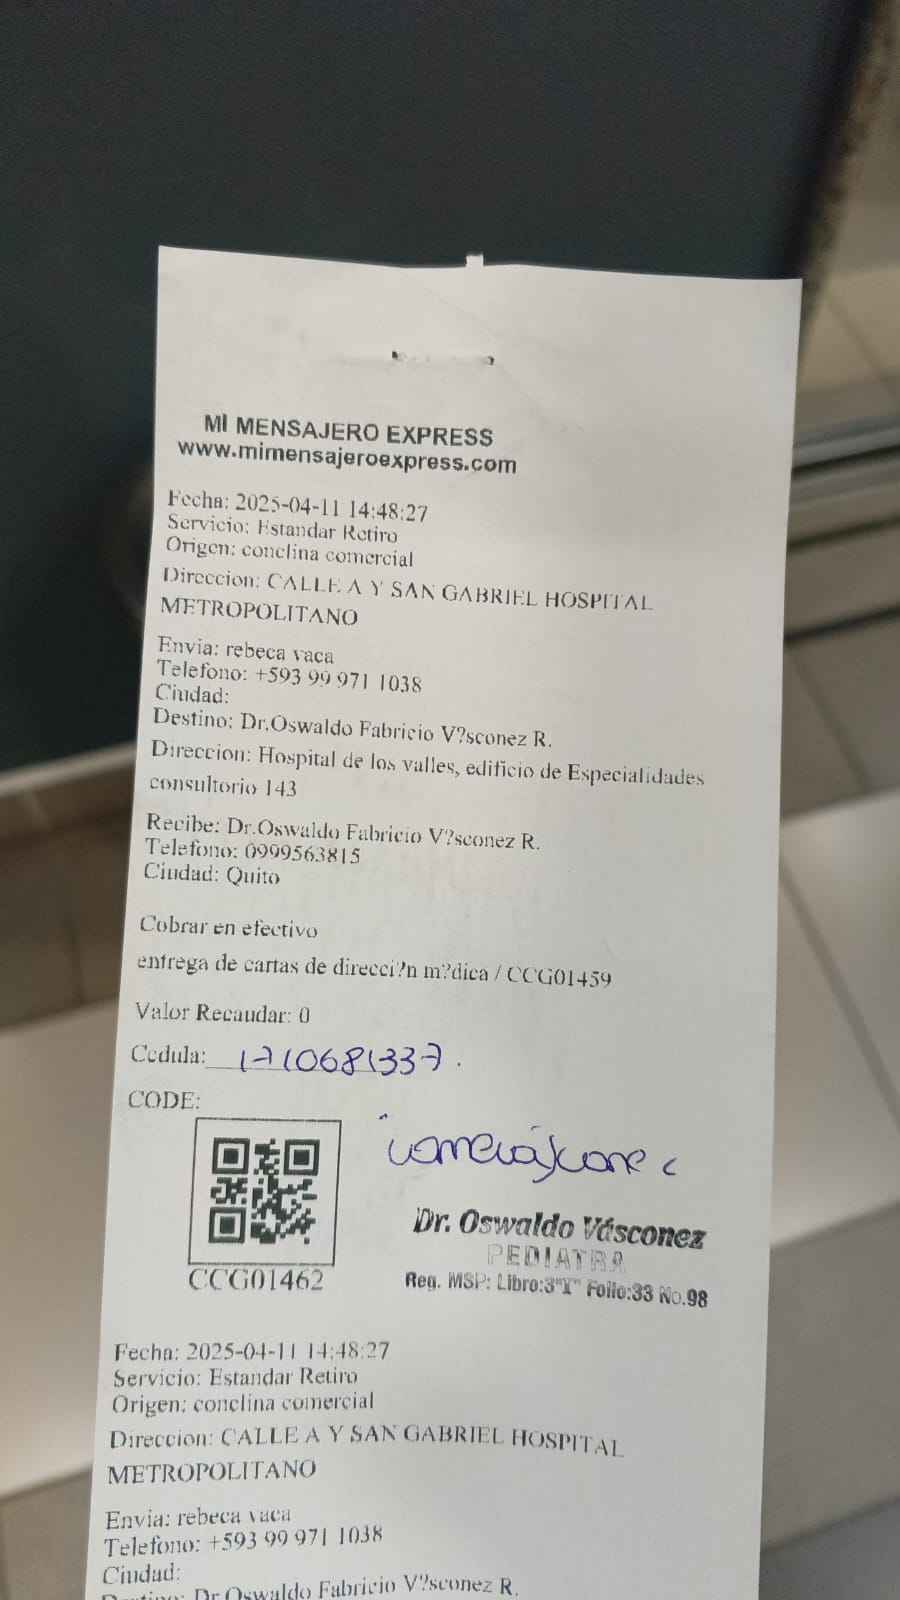 MI MENSAJERO EXPRESS
www.mimensajeroexpress.com
Fecha: 2025-04-11 14:48:27
Servicio: Estandar Retiro
Origen: conclina comercial
Direccion: CALLE A Y SAN GABRIEL HOSPITAL
METROPOLITANO
Envia: rebeca vaca
Telefono: +593 99 971 1038
Ciudad:
Destino: Dr.Oswaldo Fabricio V?sconez R.
Direccion: Hospital de los valles, edificio de Especialidades
consultorio 143
Recibe: Dr.Oswaldo Fabricio V?sconez R.
Telefono: 0999563815
Ciudad: Quito
Cobrar en efectivo
entrega de cartas de direcci?n m?dica / CCG01459
Valor Recaudar: 0
Cedula: 1710681337.
CODE:
Dr. Oswaldo Vásconez
PEDIATRA
Reg. MSP: Libro:3"I" Folio:33 No.98
CCG01462
Fecha: 2025-04-11 14:48:27
Servicio: Estandar Retiro
Origen: conclina comercial
Direccion: CALLE A Y SAN GABRIEL HOSPITAL
METROPOLITANO
Envia: rebeca vaca
Telefono: +593 99 971 1038
Ciudad:
Destino: Dr.Oswaldo Fabricio V?sconez R.